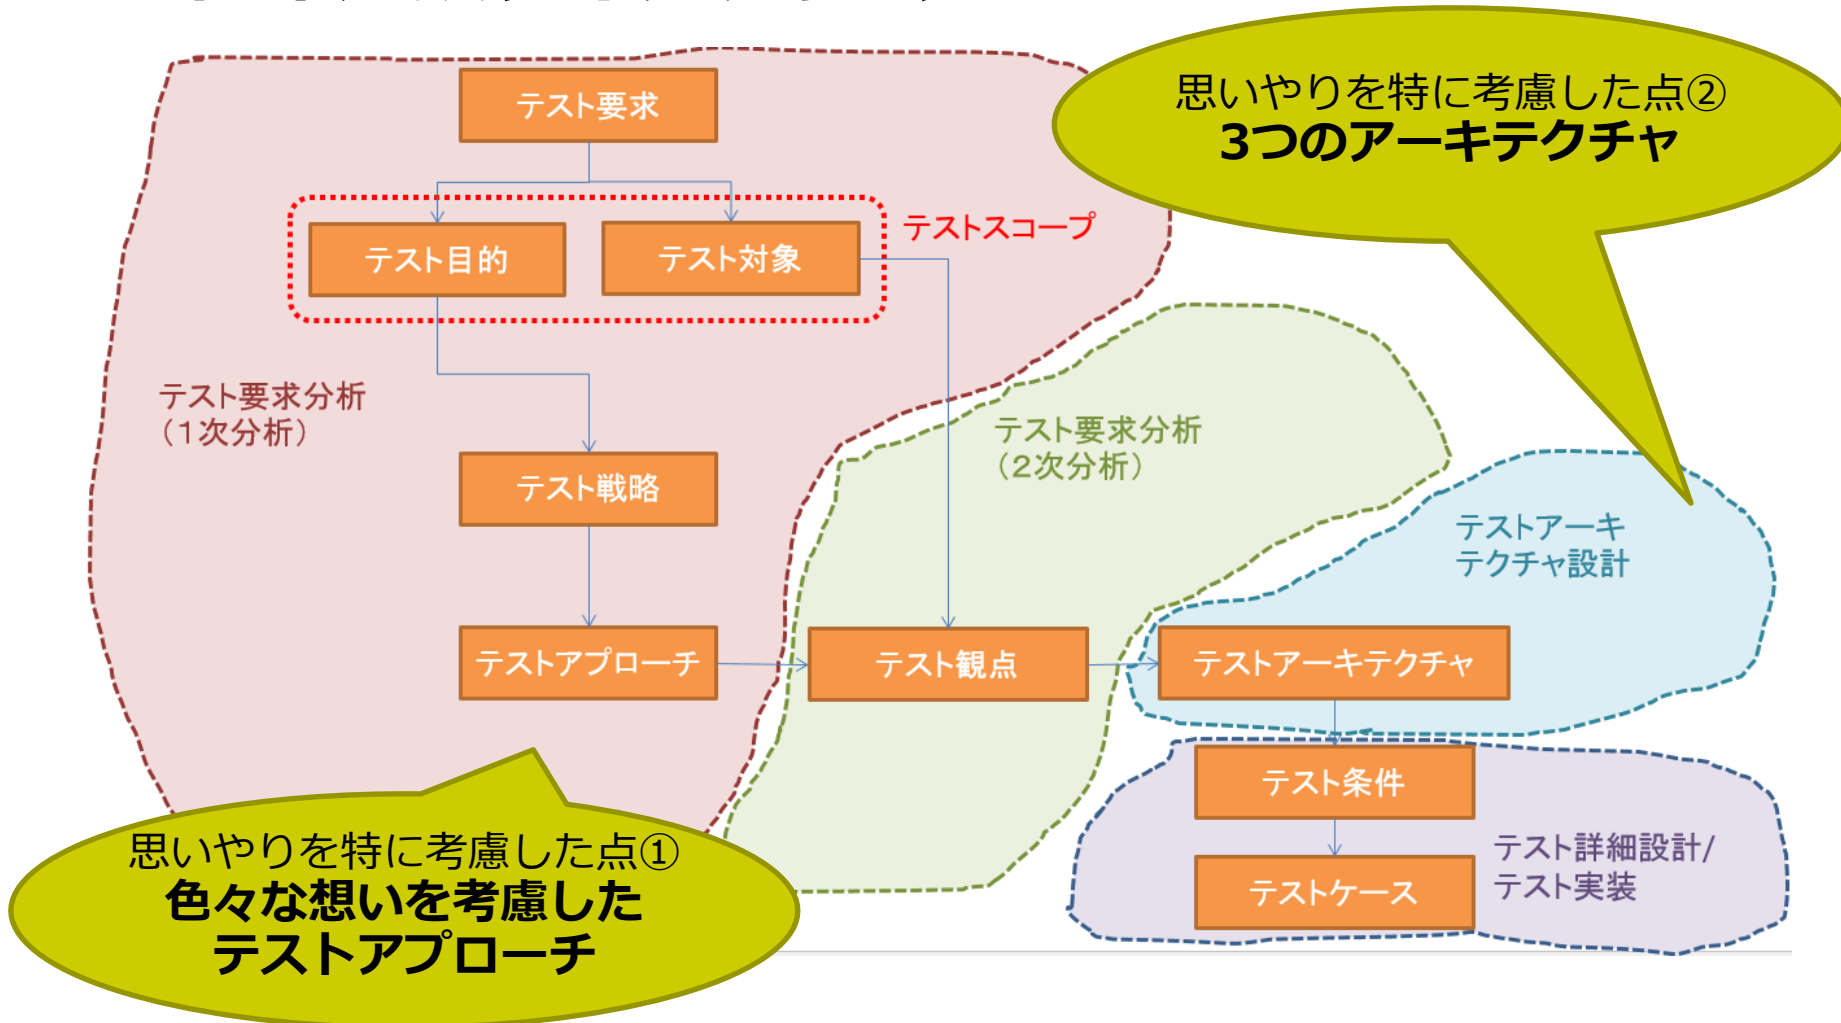 思いやりを特に考慮した点②
3つのアーキテクチャ
テスト要求
テストスコープ
テスト目的
テスト対象
テスト要求分析
（1次分析）
テスト要求分析
（2次分析）
テスト戦略
テストアーキ
テクチャ設計
テストアプローチ
テスト観点
テストアーキテクチャ
テスト条件
思いやりを特に考慮した点①
色々な想いを考慮した
テストアプローチ
テスト詳細設計/
テスト実装
テストケース